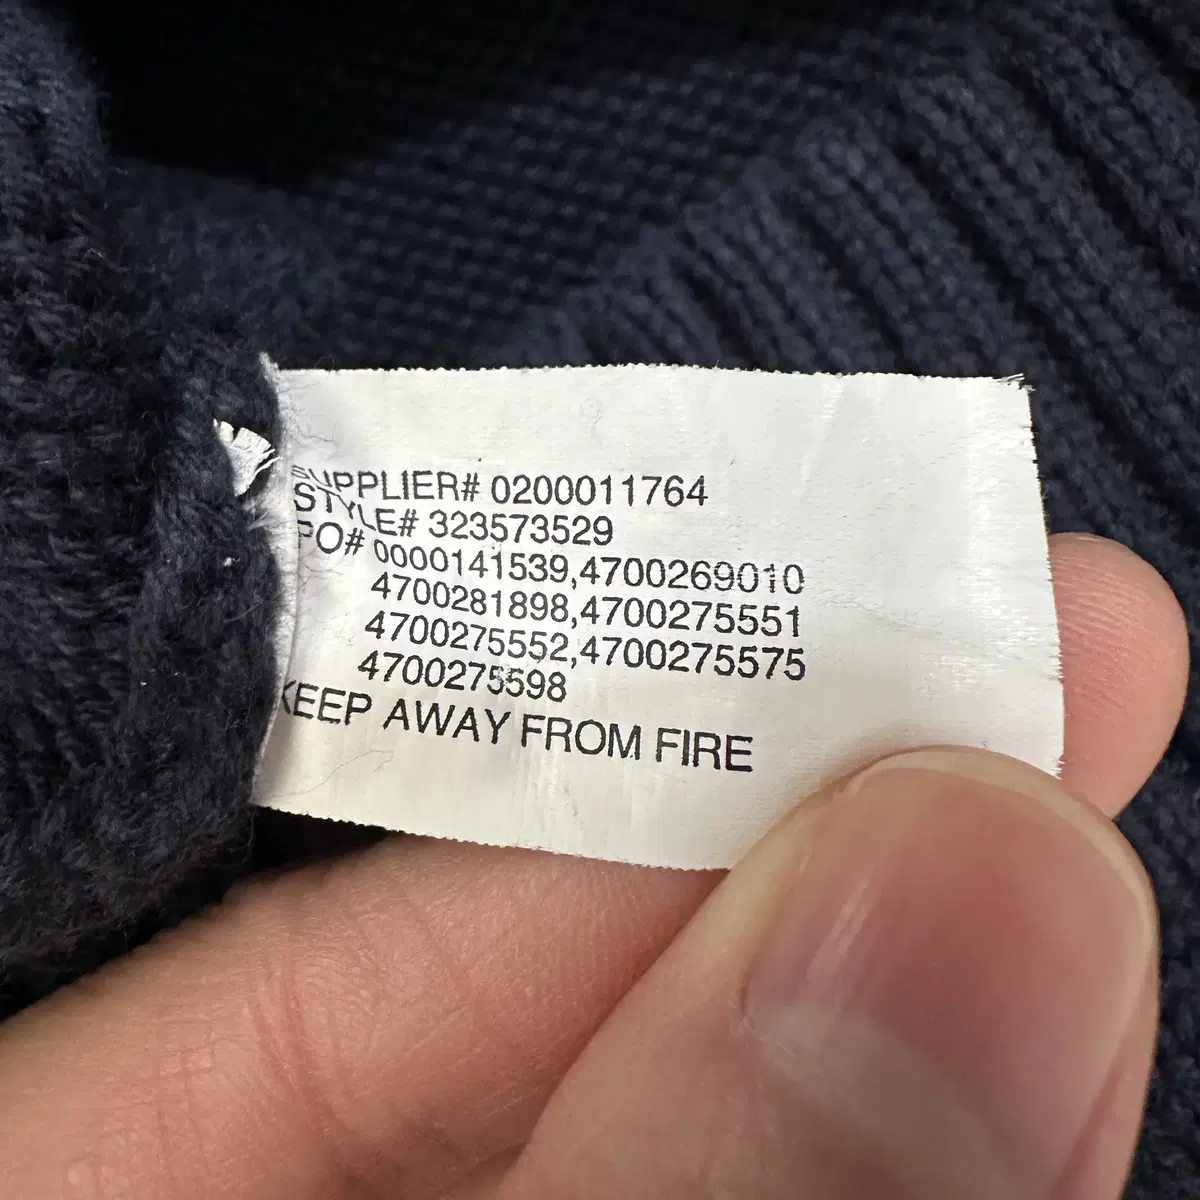 SUPPLIER# 0200011764
STYLE# 323573529
PO# 0000141539,4700269010
4700281898,4700275551
4700275552,4700275575
4700275598
KEEP AWAY FROM FIRE